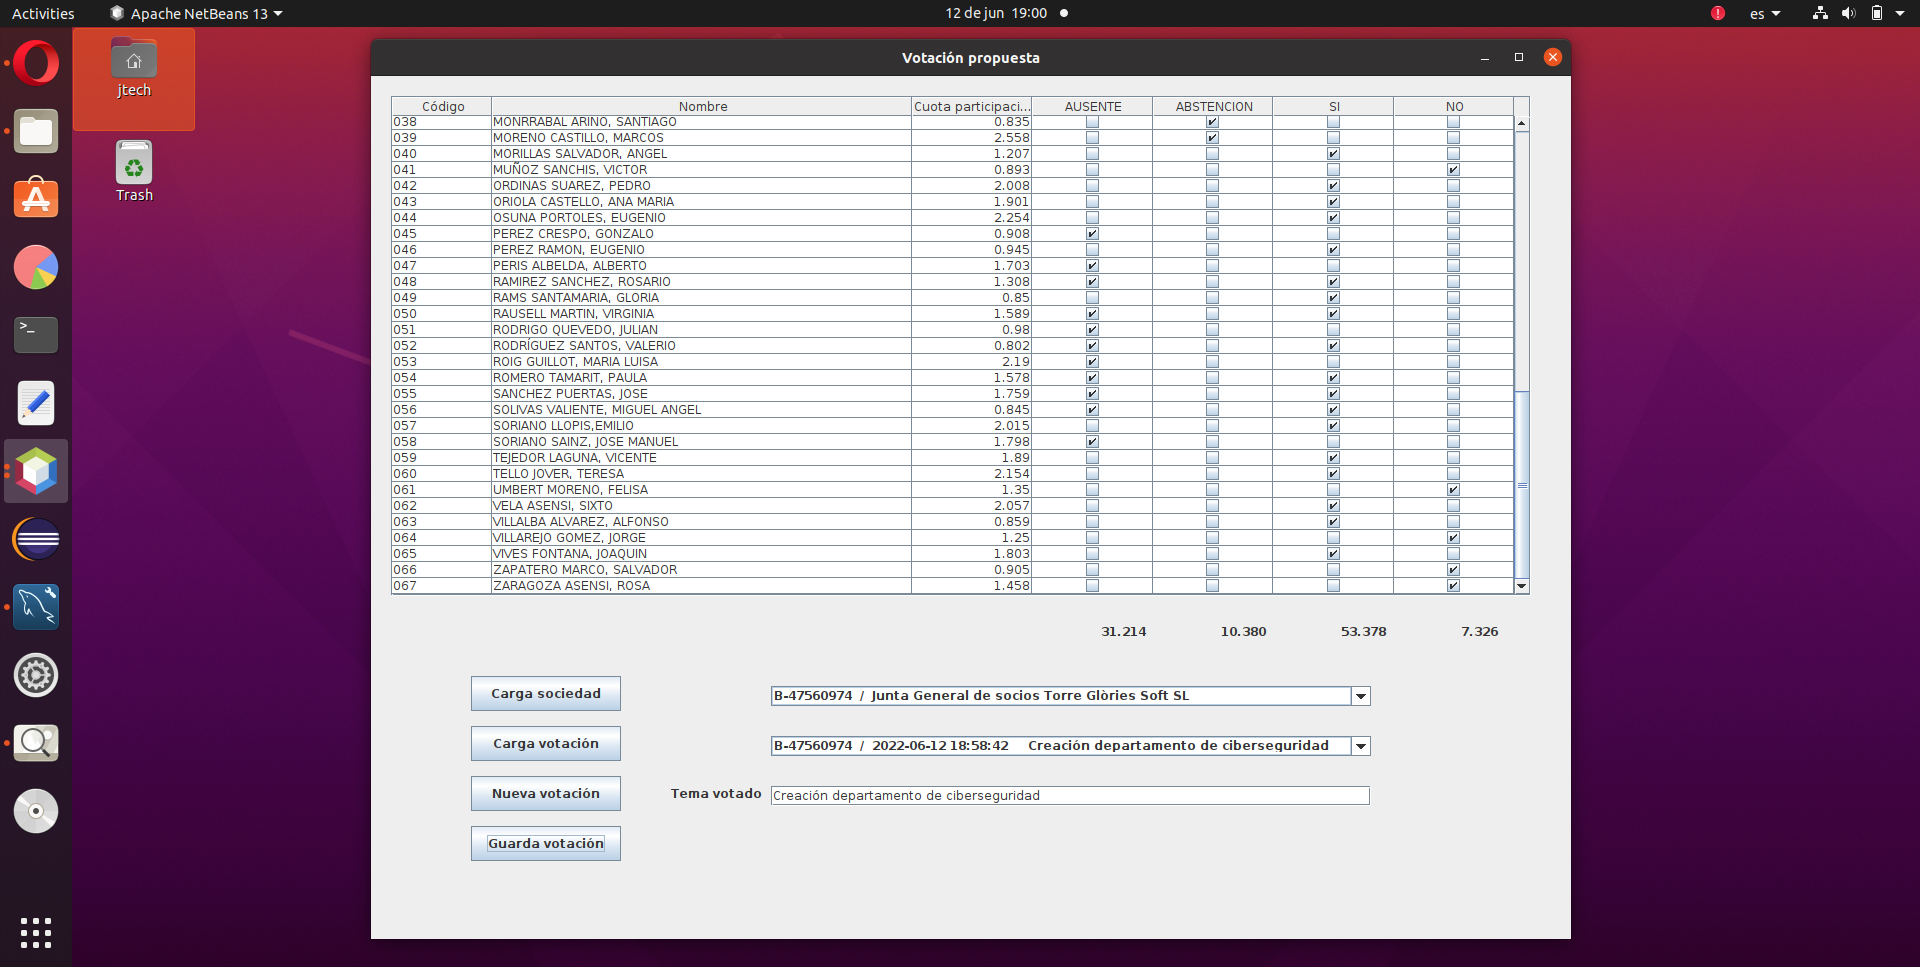 Activities Apache NetBeans 13 12 de jun 19:00 es
jtech
Trash
Votación propuesta
Código Nombre Cuota participaci... AUSENTE ABSTENCION SI NO
038 MONRRABAL ARIÑO, SANTIAGO 0.835
039 MORENO CASTILLO, MARCOS 2.558
040 MORILLAS SALVADOR, ANGEL 1.207
041 MUÑOZ SANCHIS, VICTOR 0.893
042 ORDINAS SUAREZ, PEDRO 2.008
043 ORIOLA CASTELLO, ANA MARIA 1.901
044 OSUNA PORTOLES, EUGENIO 2.254
045 PEREZ CRESPO, GONZALO 0.908
046 PEREZ RAMON, EUGENIO 0.945
047 PERIS ALBELDA, ALBERTO 1.703
048 RAMIREZ SANCHEZ, ROSARIO 1.308
049 RAMS SANTAMARIA, GLORIA 0.85
050 RAUSELL MARTIN, VIRGINIA 1.589
051 RODRIGO QUEVEDO, JULIAN 0.98
052 RODRÍGUEZ SANTOS, VALERIO 0.802
053 ROIG GUILLOT, MARIA LUISA 2.19
054 ROMERO TAMARIT, PAULA 1.578
055 SANCHEZ PUERTAS, JOSE 1.759
056 SOLIVAS VALIENTE, MIGUEL ANGEL 0.845
057 SORIANO LLOPIS,EMILIO 2.015
058 SORIANO SAINZ, JOSE MANUEL 1.798
059 TEJEDOR LAGUNA, VICENTE 1.89
060 TELLO JOVER, TERESA 2.154
061 UMBERT MORENO, FELISA 1.35
062 VELA ASENSI, SIXTO 2.057
063 VILLALBA ALVAREZ, ALFONSO 0.859
064 VILLAREJO GOMEZ, JORGE 1.25
065 VIVES FONTANA, JOAQUIN 1.803
066 ZAPATERO MARCO, SALVADOR 0.905
067 ZARAGOZA ASENSI, ROSA 1.458
31.214 10.380 53.378 7.326
Carga sociedad B-47560974 / Junta General de socios Torre Glòries Soft SL
Carga votación B-47560974 / 2022-06-12 18:58:42 Creación departamento de ciberseguridad
Nueva votación Tema votado Creación departamento de ciberseguridad
Guarda votación